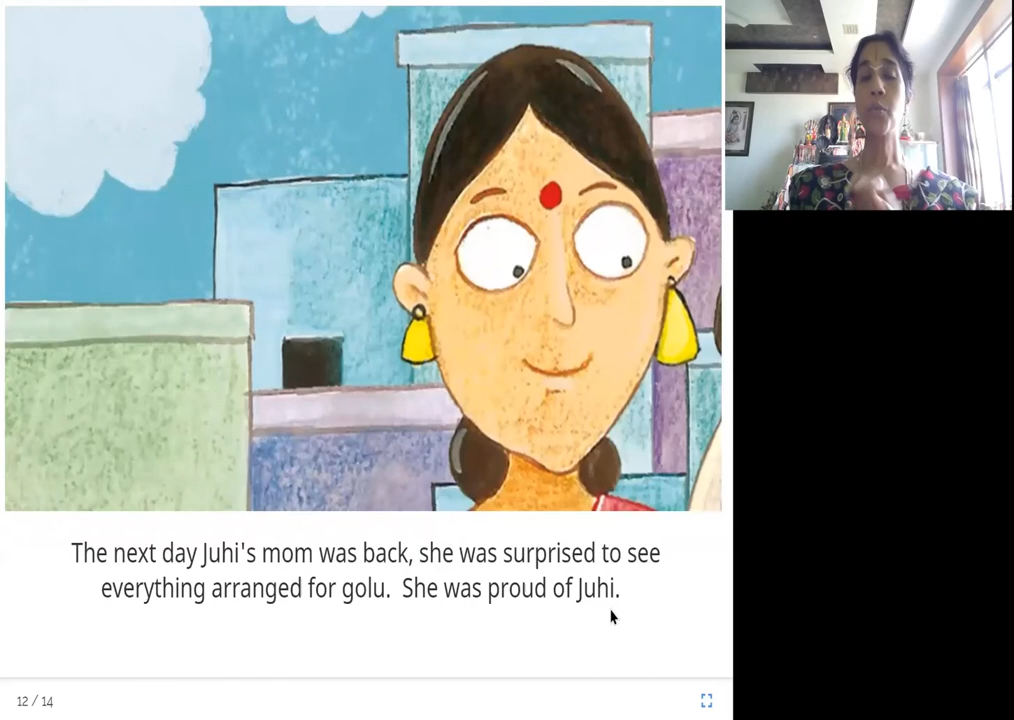 The next day Juhi's mom was back, she was surprised to see
everything arranged for golu.  She was proud of Juhi.
12 / 14